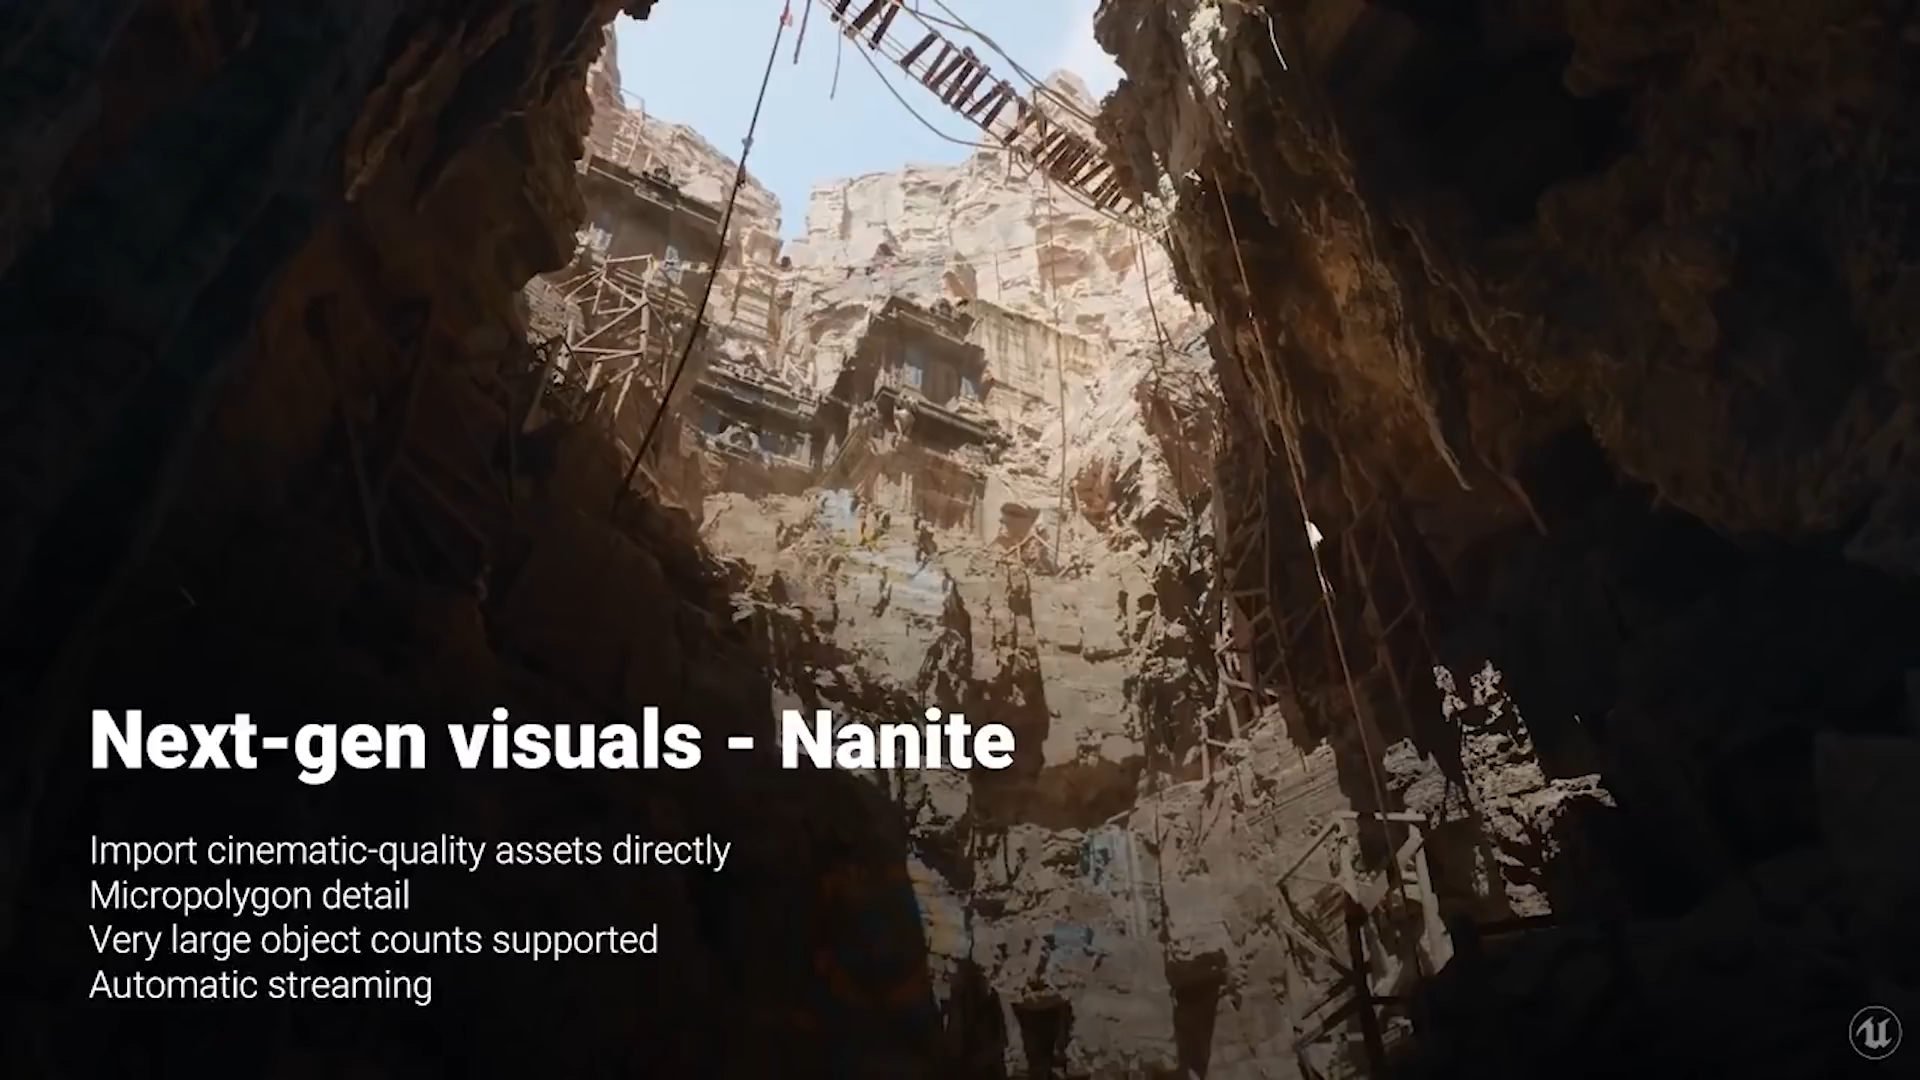 Next-gen visuals - Nanite
Import cinematic-quality assets directly
Micropolygon detail
Very large object counts supported
Automatic streaming